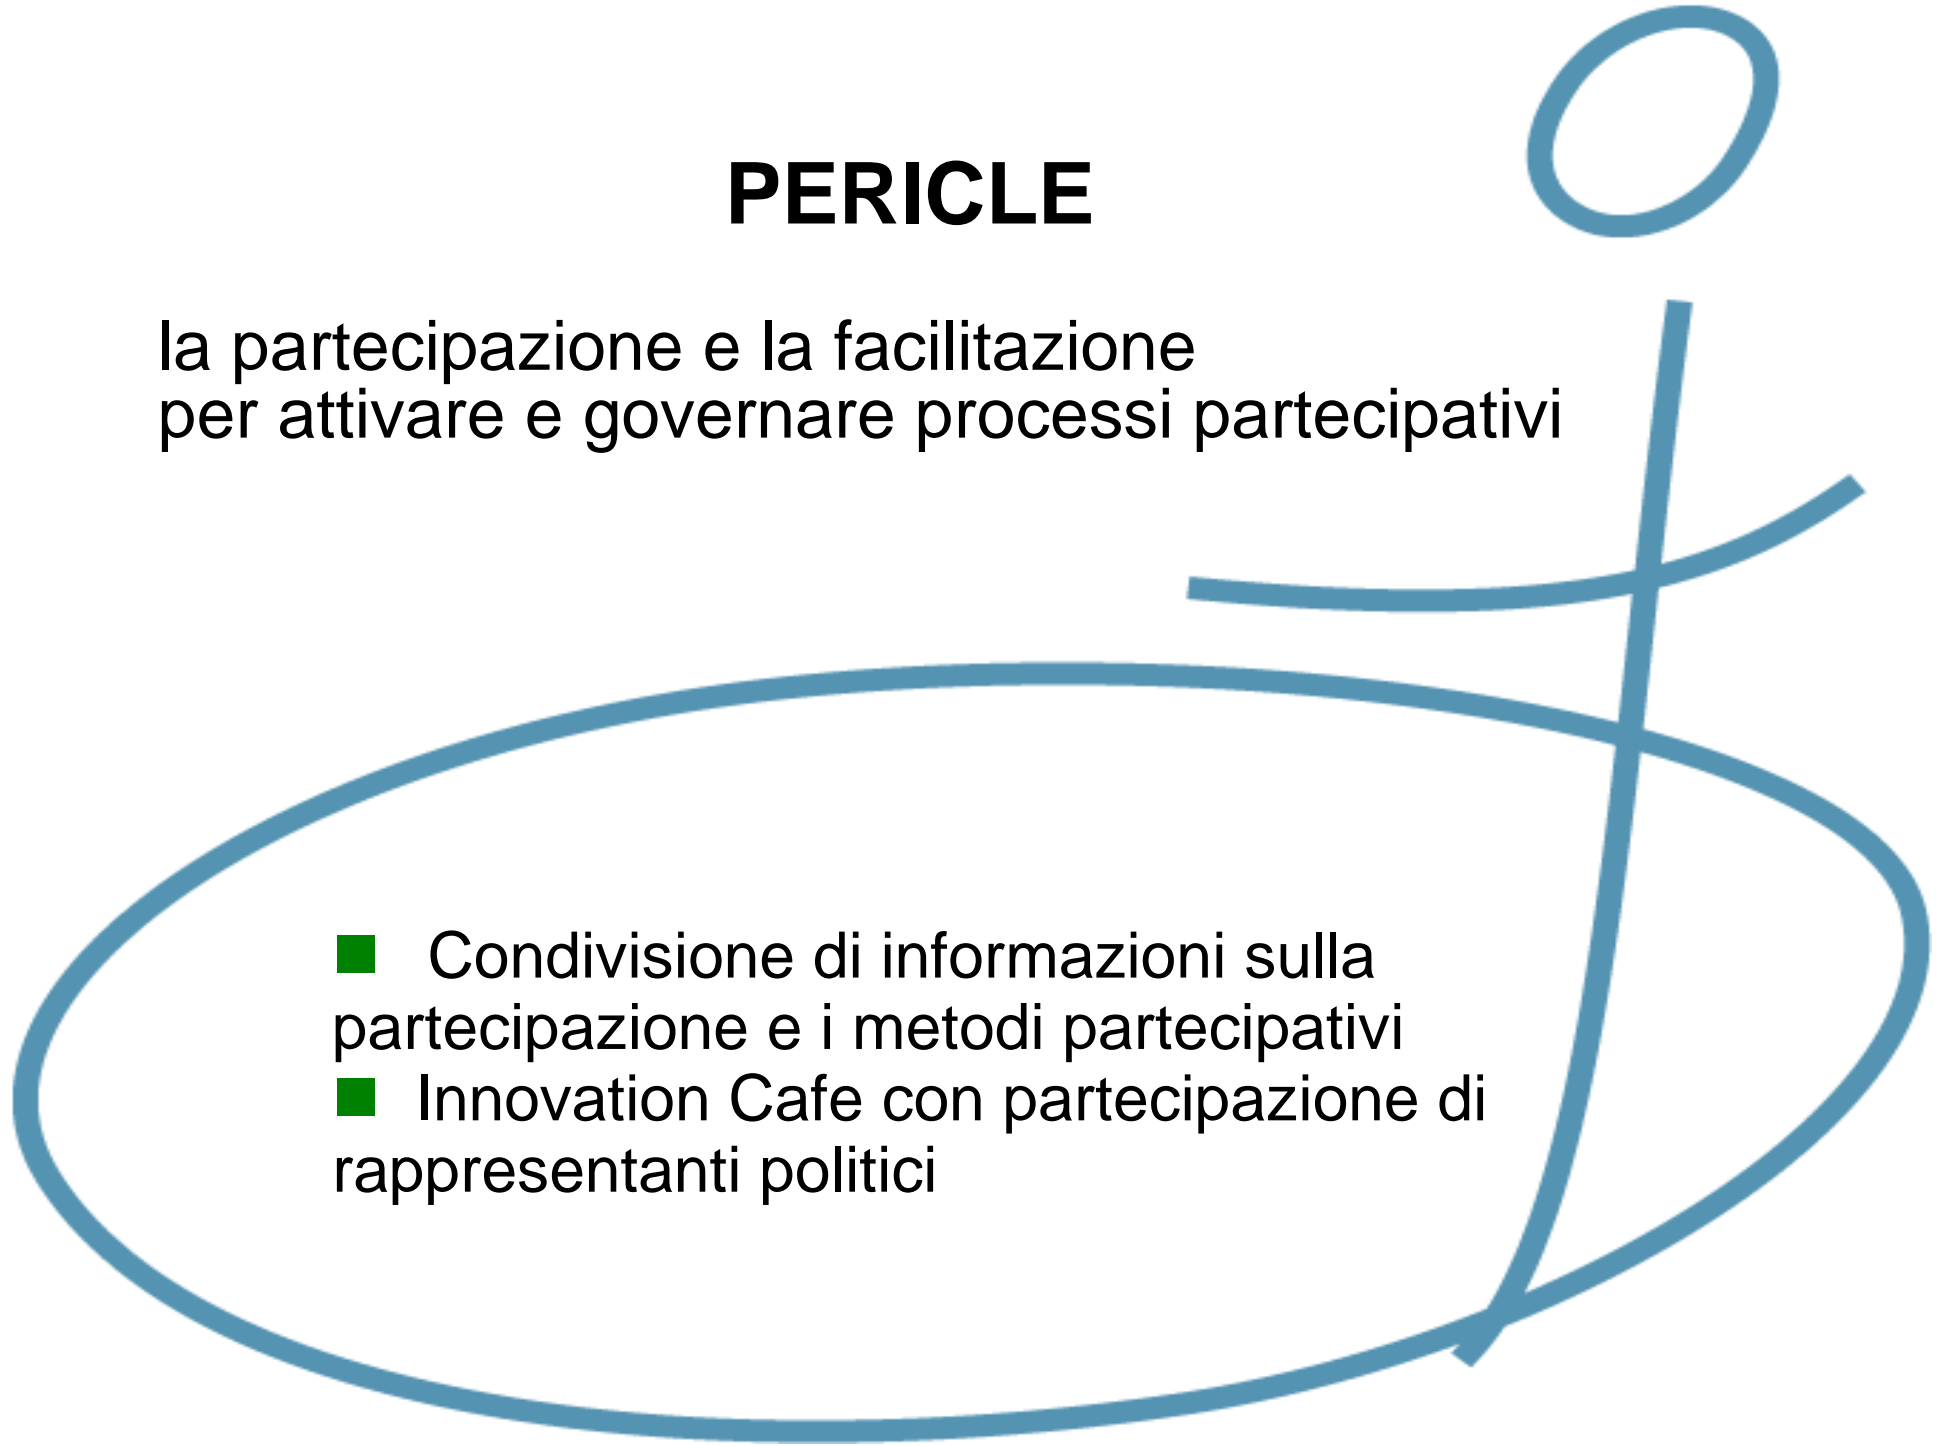 PERICLE
la partecipazione e la facilitazione
per attivare e governare processi partecipativi
■ Condivisione di informazioni sulla
partecipazione e i metodi partecipativi
■ Innovation Cafe con partecipazione di
rappresentanti politici